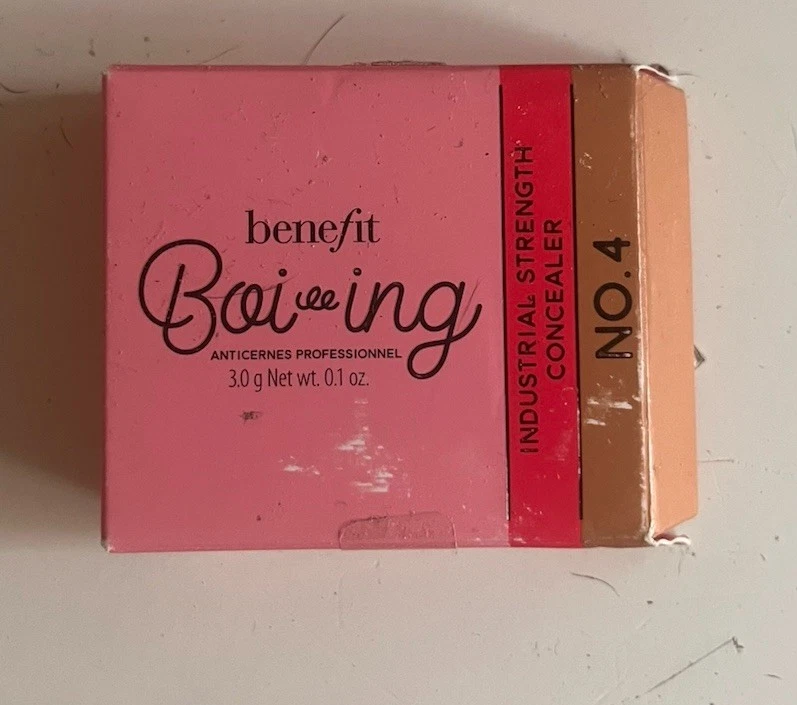 benefit
Boi-ing
ANTICERNES PROFESSIONNEL
3.0 g Net wt. 0.1 oz.
INDUSTRIAL STRENGTH
CONCEALER
NO.4